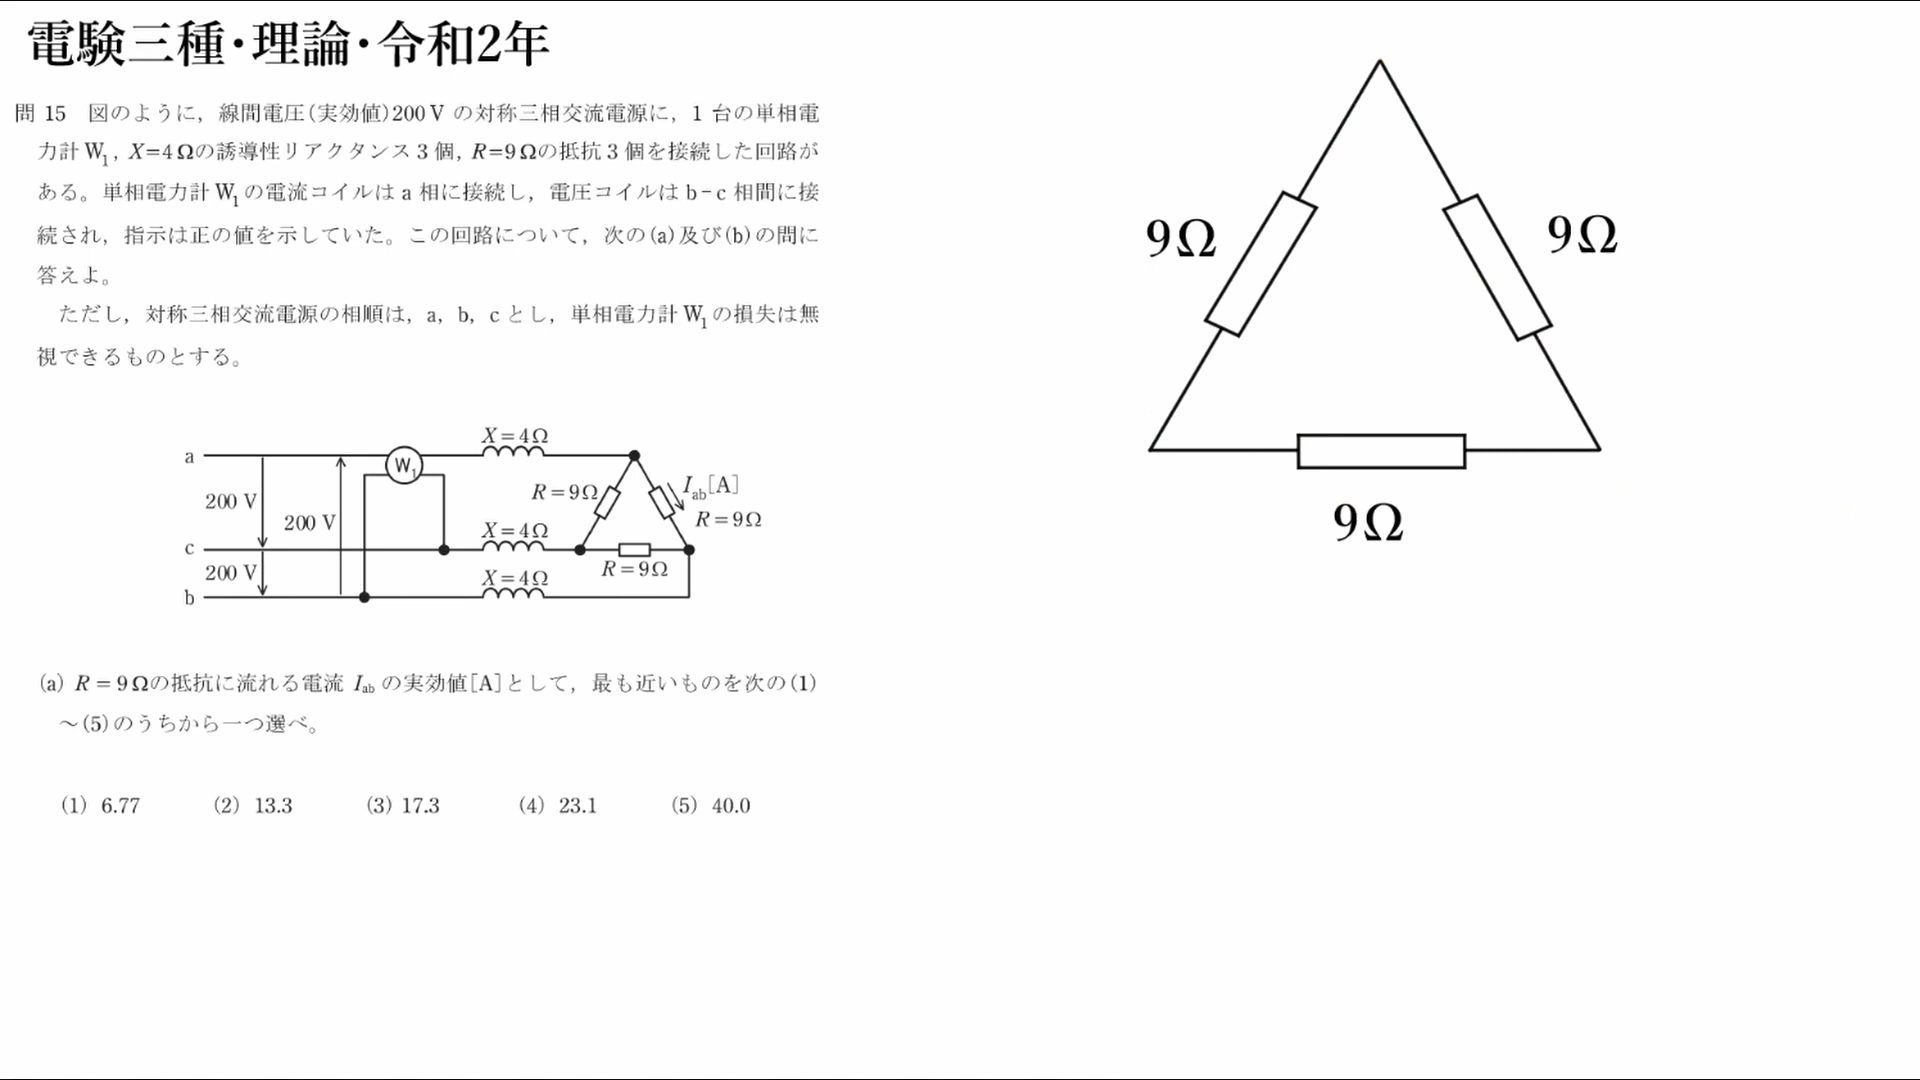 電験三種・理論・令和2年
問 15　図のように，線間電圧(実効値)200 V の対称三相交流電源に，1 台の単相電
力計 W₁，X=4 Ωの誘導性リアクタンス 3 個，R=9 Ωの抵抗 3 個を接続した回路が
ある。単相電力計 W₁ の電流コイルは a 相に接続し，電圧コイルは b−c 相間に接
続され，指示は正の値を示していた。この回路について，次の(a)及び(b)の問に
答えよ。
ただし，対称三相交流電源の相順は，a，b，c とし，単相電力計 W₁ の損失は無
視できるものとする。
a
W₁
X=4Ω
200 V
200 V
R=9Ω
I_ab[A]
R=9Ω
c
X=4Ω
200 V
R=9Ω
b
X=4Ω
(a) R = 9 Ωの抵抗に流れる電流 I_ab の実効値[A]として，最も近いものを次の(1)
～(5)のうちから一つ選べ。
(1) 6.77　(2) 13.3　(3) 17.3　(4) 23.1　(5) 40.0
9Ω
9Ω
9Ω